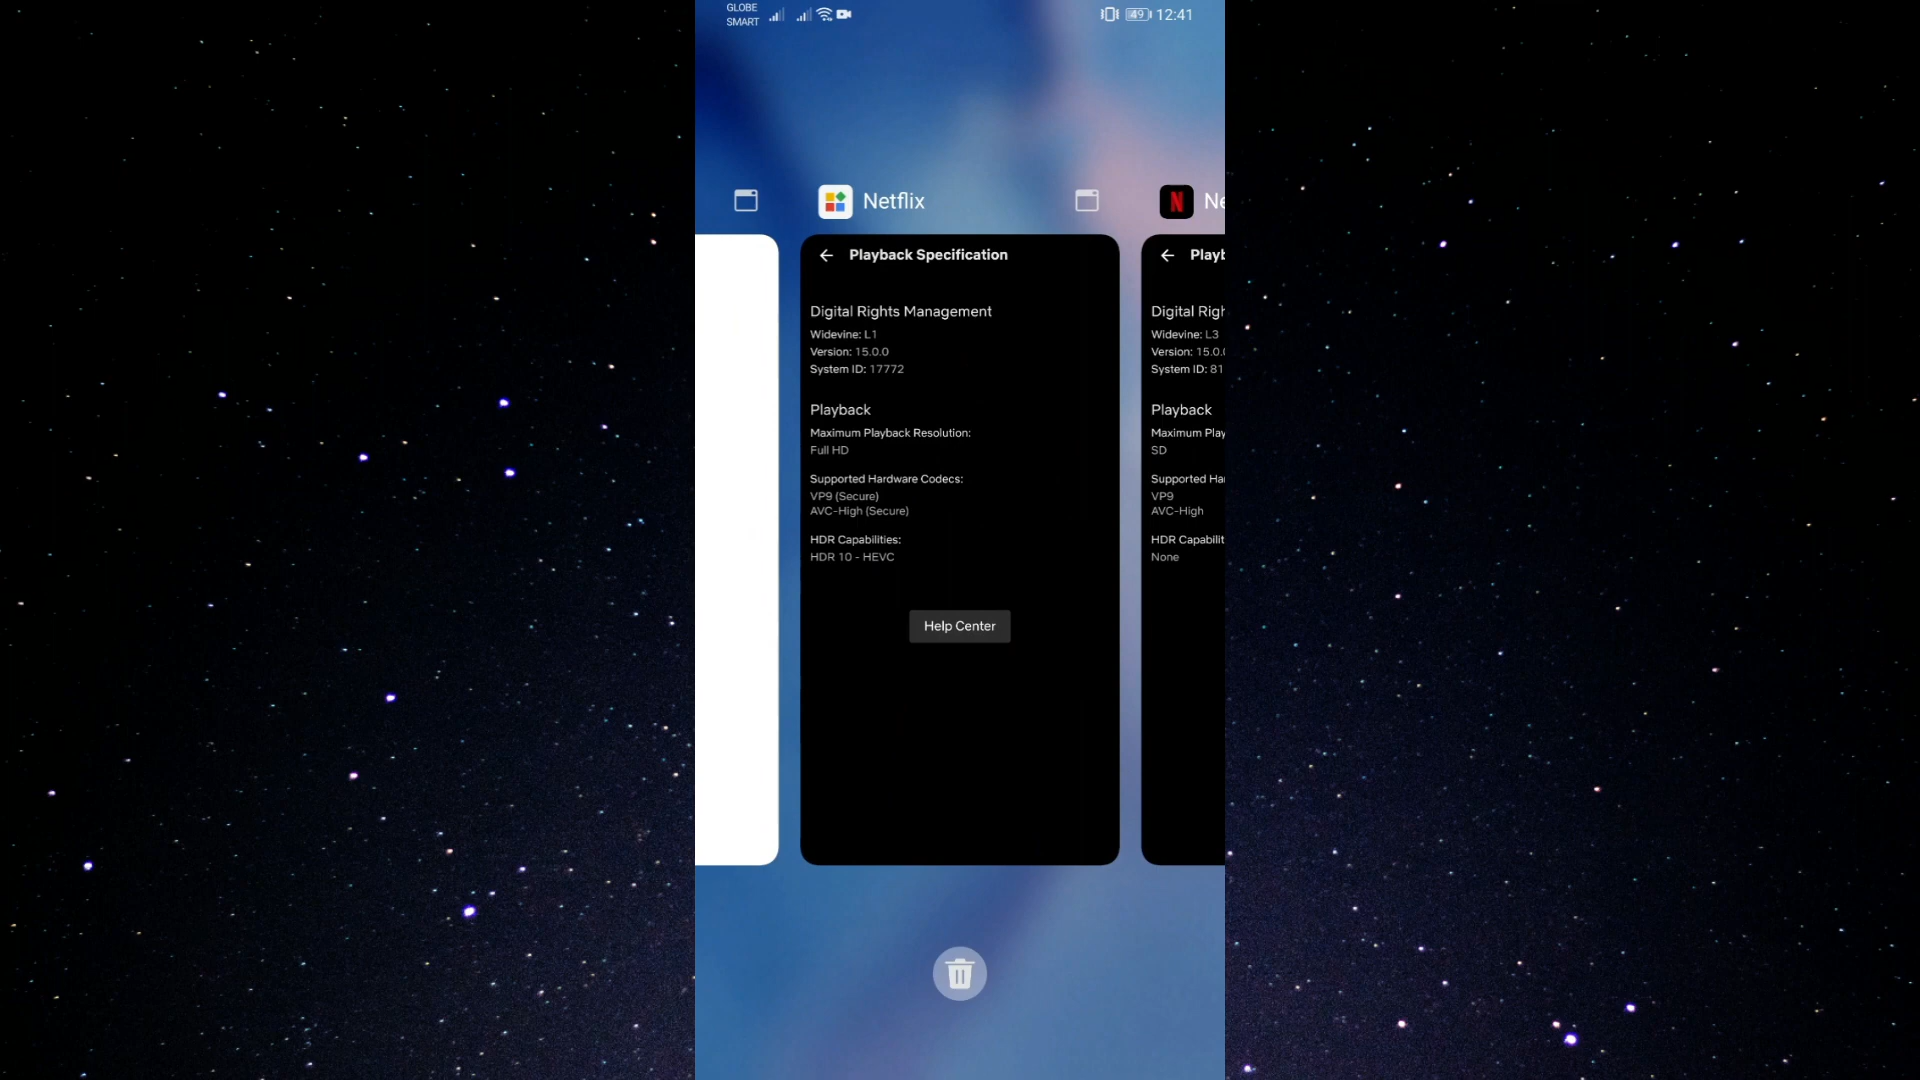 GLOBE
SMART
49
12:41
Netflix
Playback Specification
Digital Rights Management
Widevine: L1
Version: 15.0.0
System ID: 17772
Playback
Maximum Playback Resolution:
Full HD
Supported Hardware Codecs:
VP9 (Secure)
AVC-High (Secure)
HDR Capabilities:
HDR 10 - HEVC
Help Center
N
Ne
Playb
Digital Righ
Widevine: L3
Version: 15.0.
System ID: 81
Playback
Maximum Play
SD
Supported Ha
VP9
AVC-High
HDR Capabilit
None